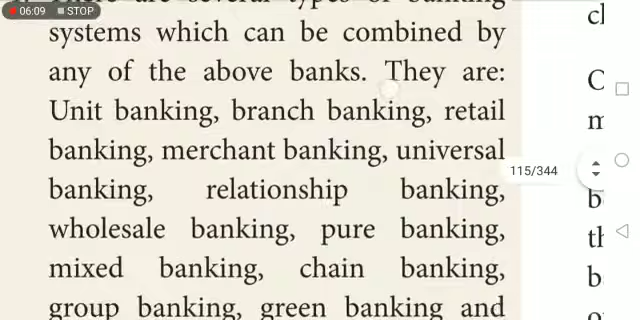 06:09 STOP
systems which can be combined by
any of the above banks. They are:
Unit banking, branch banking, retail
banking, merchant banking, universal
banking, relationship banking,
wholesale banking, pure banking,
mixed banking, chain banking,
group banking, green banking and
115/344